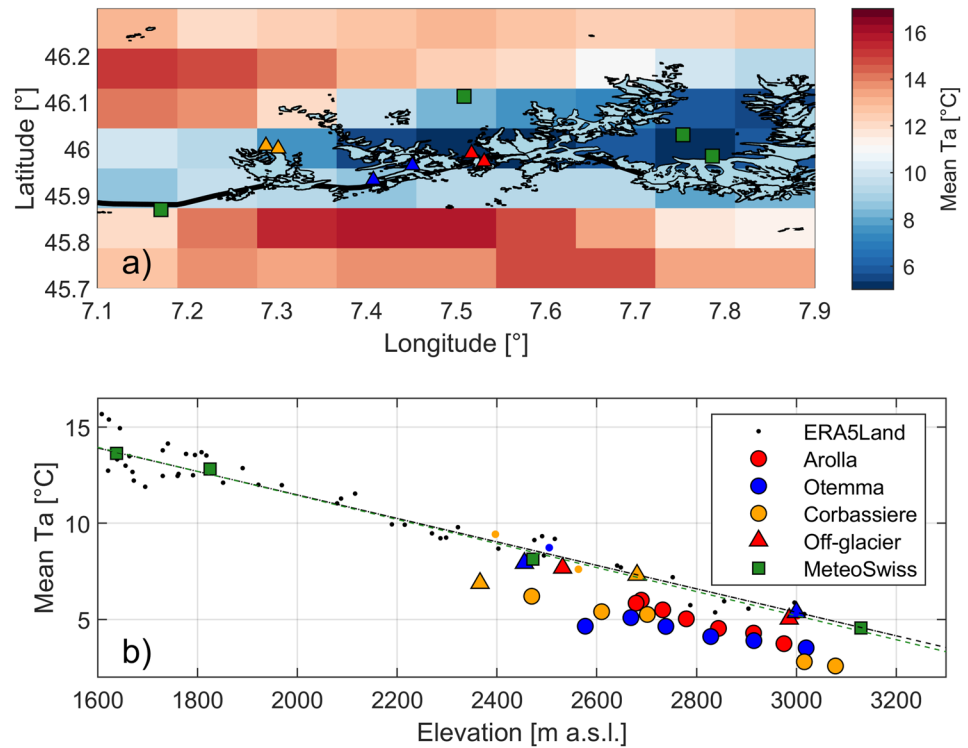 46.2
46.1
46
45.9
45.8
45.7
Latitude [°]
a)
7.1 7.2 7.3 7.4 7.5 7.6 7.7 7.8 7.9
Longitude [°]
16
14
12
10
8
6
Mean Ta [°C]
15
10
5
Mean Ta [°C]
b)
ERA5Land
Arolla
Otemma
Corbassiere
Off-glacier
MeteoSwiss
1600 1800 2000 2200 2400 2600 2800 3000 3200
Elevation [m a.s.l.]